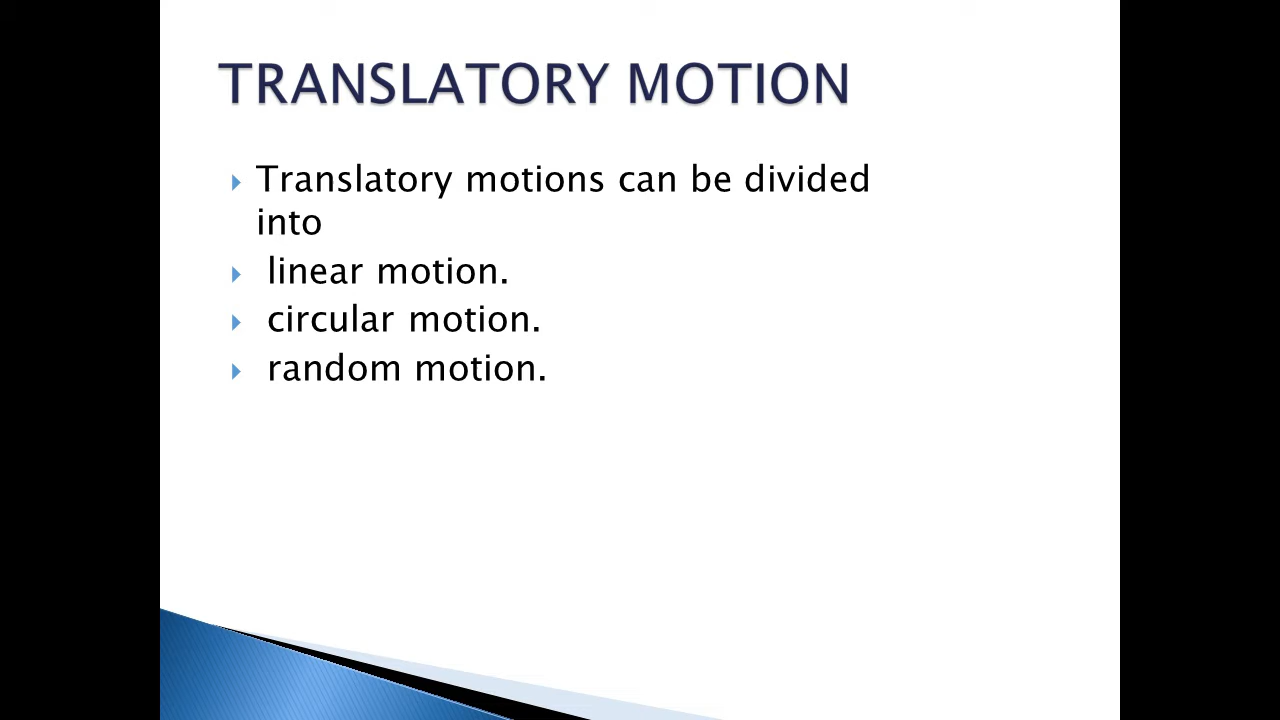 TRANSLATORY MOTION
Translatory motions can be divided
into
linear motion.
circular motion.
random motion.